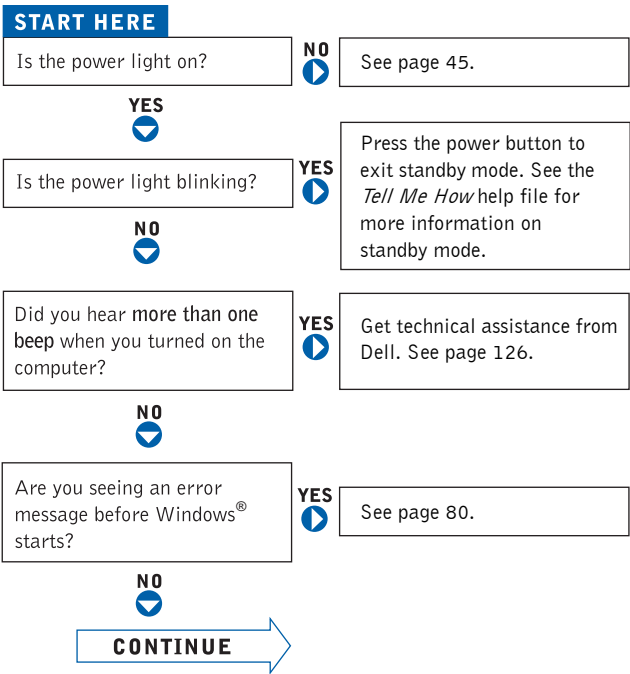 START HERE
Is the power light on?
NO
See page 45.
YES
Is the power light blinking?
YES
Press the power button to
exit standby mode. See the
Tell Me How help file for
more information on
standby mode.
NO
Did you hear more than one
beep when you turned on the
computer?
YES
Get technical assistance from
Dell. See page 126.
NO
Are you seeing an error
message before Windows®
starts?
YES
See page 80.
NO
CONTINUE